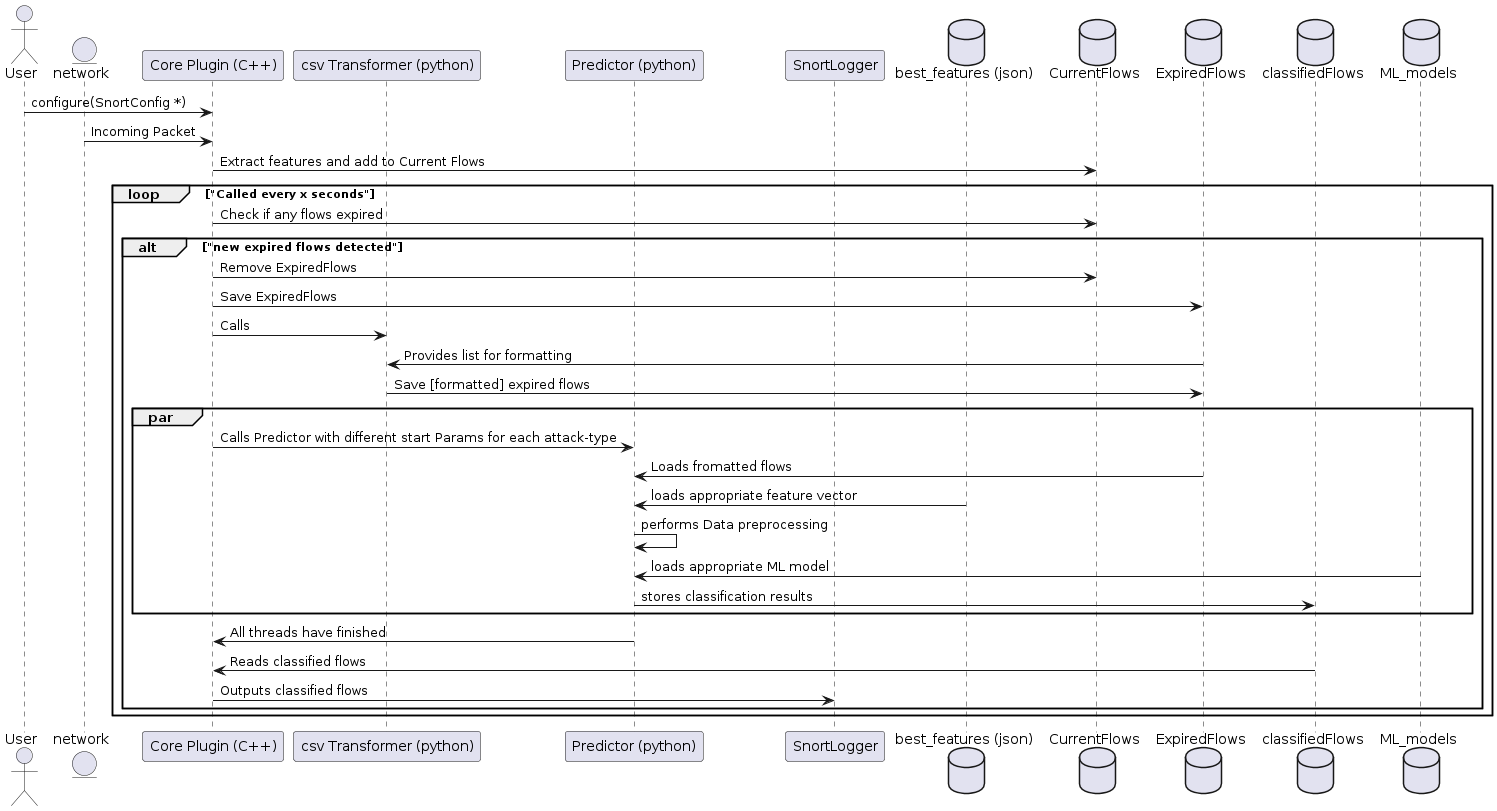 User
network
Core Plugin (C++)
csv Transformer (python)
Predictor (python)
SnortLogger
best_features (json)
CurrentFlows
ExpiredFlows
classifiedFlows
ML_models
configure(SnortConfig *)
Incoming Packet
Extract features and add to Current Flows
loop ["Called every x seconds"]
Check if any flows expired
alt ["new expired flows detected"]
Remove ExpiredFlows
Save ExpiredFlows
Calls
Provides list for formatting
Save [formatted] expired flows
par
Calls Predictor with different start Params for each attack-type
Loads fromatted flows
loads appropriate feature vector
performs Data preprocessing
loads appropriate ML model
stores classification results
All threads have finished
Reads classified flows
Outputs classified flows
User
network
Core Plugin (C++)
csv Transformer (python)
Predictor (python)
SnortLogger
best_features (json)
CurrentFlows
ExpiredFlows
classifiedFlows
ML_models